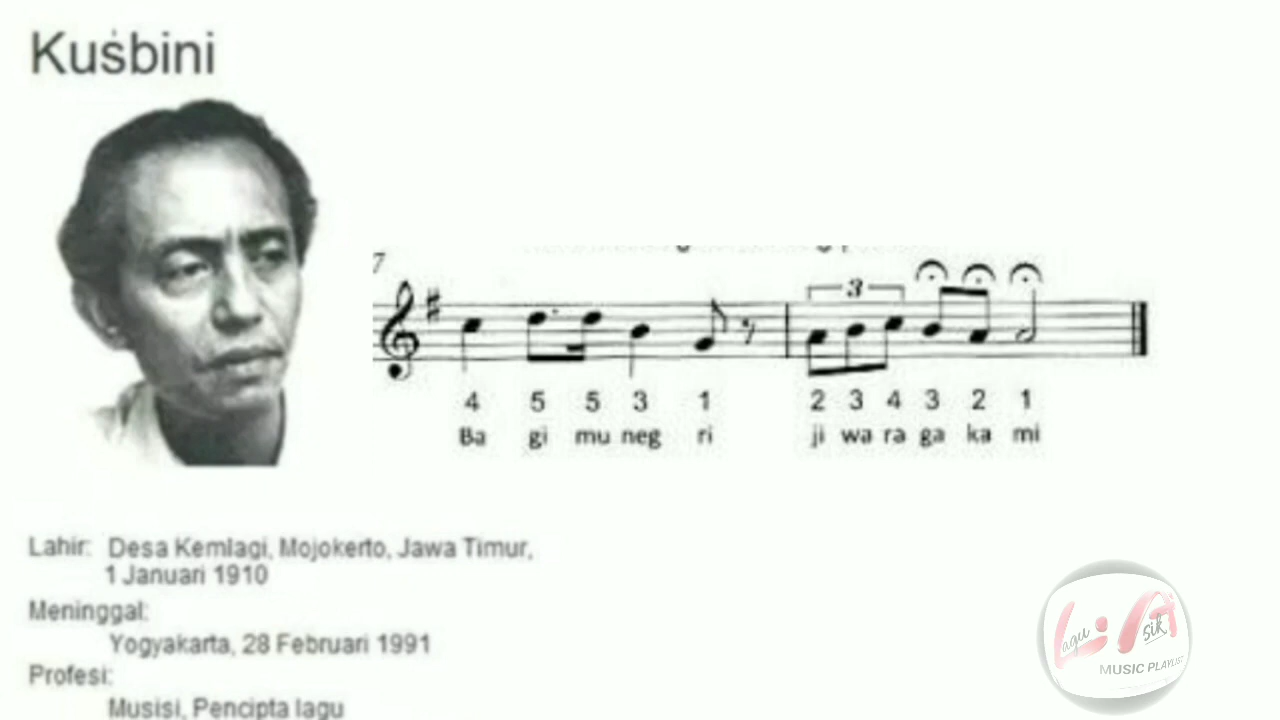 Kusbini
7
3
4 5 5 3 1 2 3 4 3 2 1
Ba gi mu neg ri ji wa ra ga ka mi
Lahir: Desa Kemlagi, Mojokerto, Jawa Timur,
1 Januari 1910
Meninggal:
Yogyakarta, 28 Februari 1991
Profesi:
Musisi, Pencipta lagu
Lagu Asik
MUSIC PLAYLIST